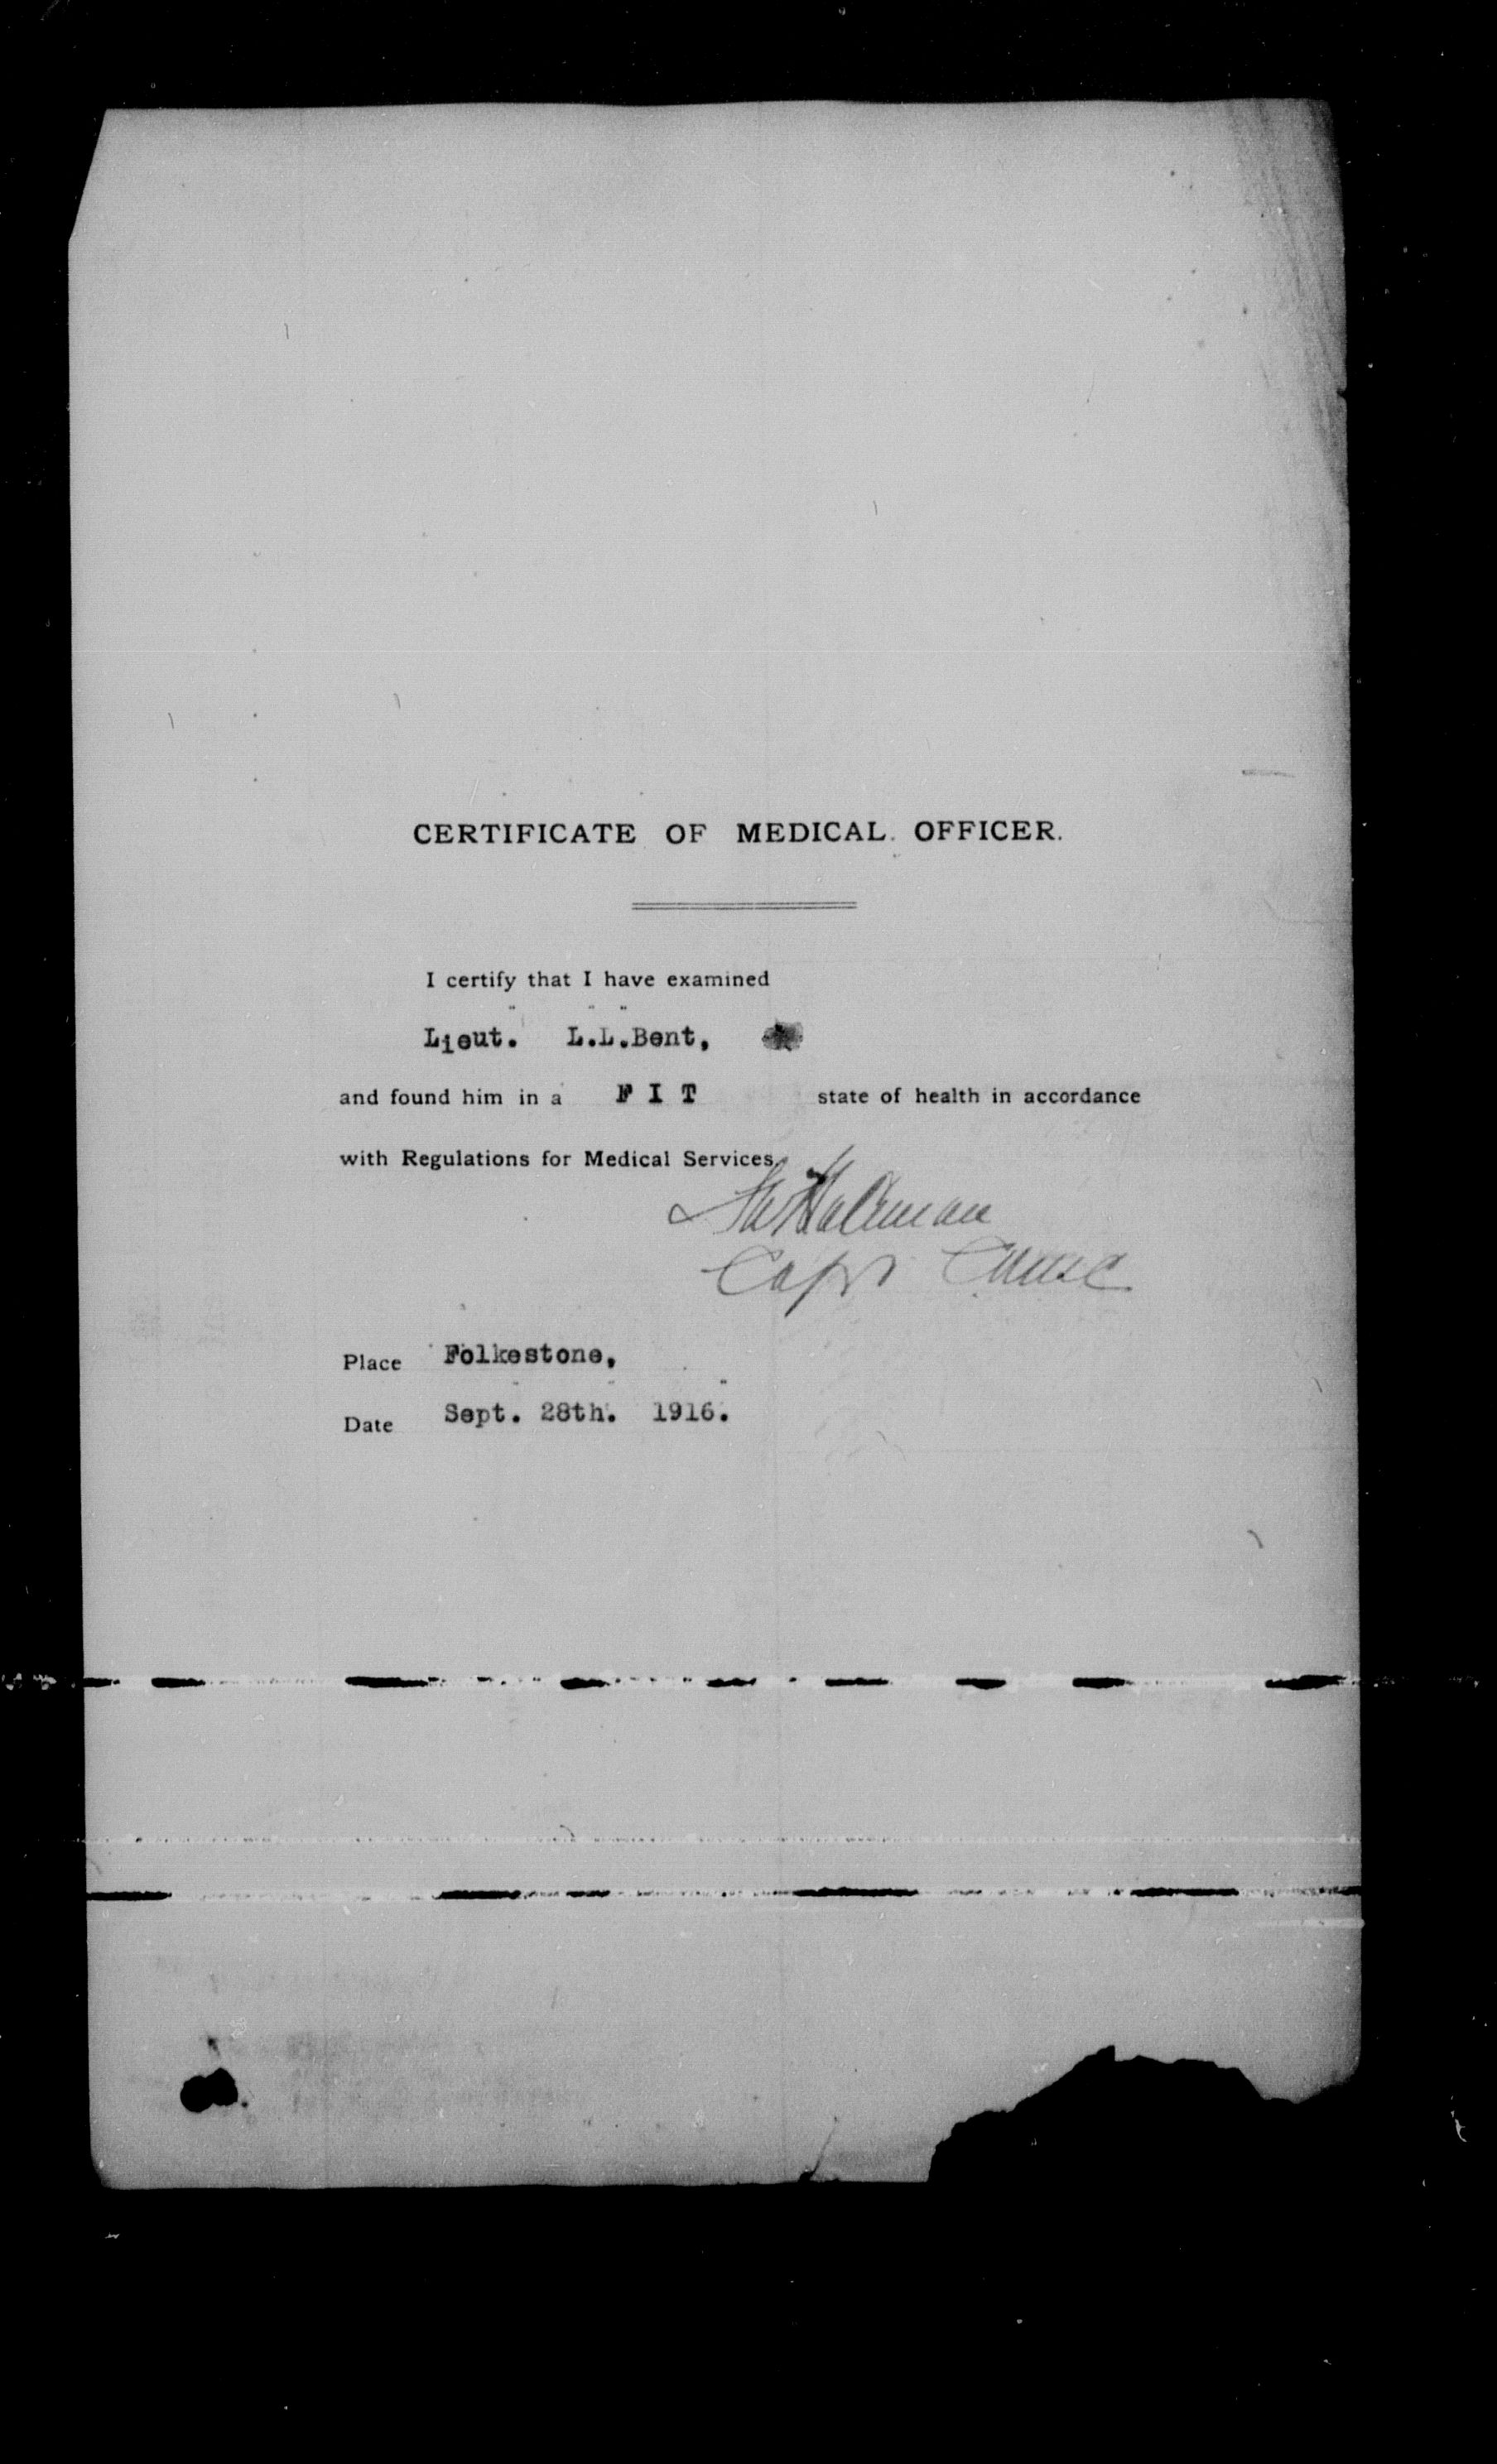 CERTIFICATE OF MEDICAL OFFICER.
I certify that I have examined
Lieut. L.L.Bent,
and found him in a FIT state of health in accordance
with Regulations for Medical Services.
Capt CAMC
Place Folkestone,
Date Sept. 28th. 1916.